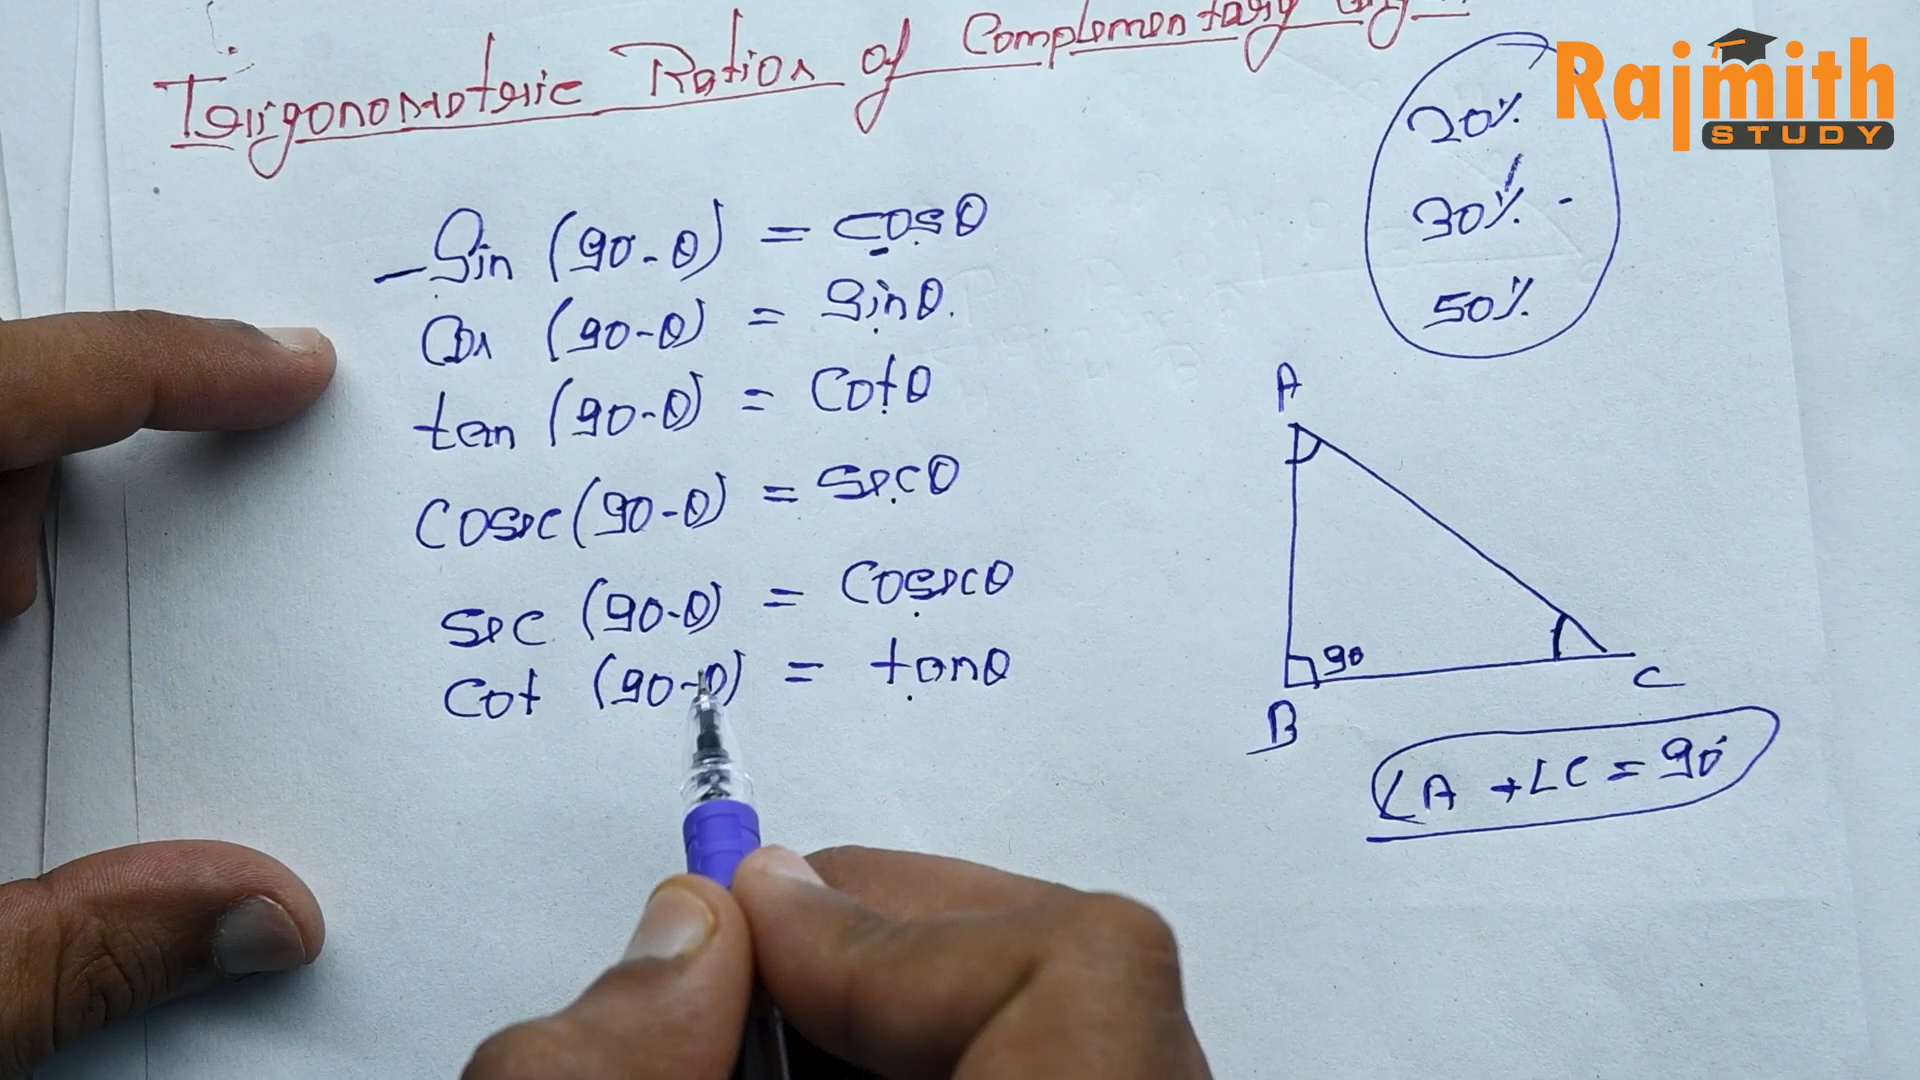 Trigonometric Ratios of Complementary
Rajmith
STUDY
20%
30%
50%
Sin (90-θ) = cosθ
Cos (90-θ) = Sinθ
tan (90-θ) = Cotθ
Cosec (90-θ) = Secθ
Sec (90-θ) = Cosecθ
Cot (90-θ) = tanθ
A
90
B
C
∠A + ∠C = 90°